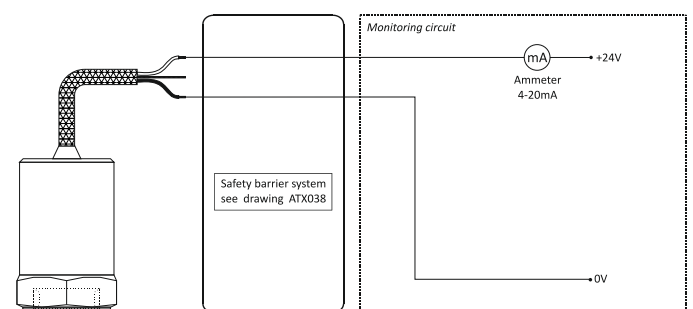 Monitoring circuit
mA
+24V
Ammeter
4-20mA
Safety barrier system
see drawing ATX038
0V